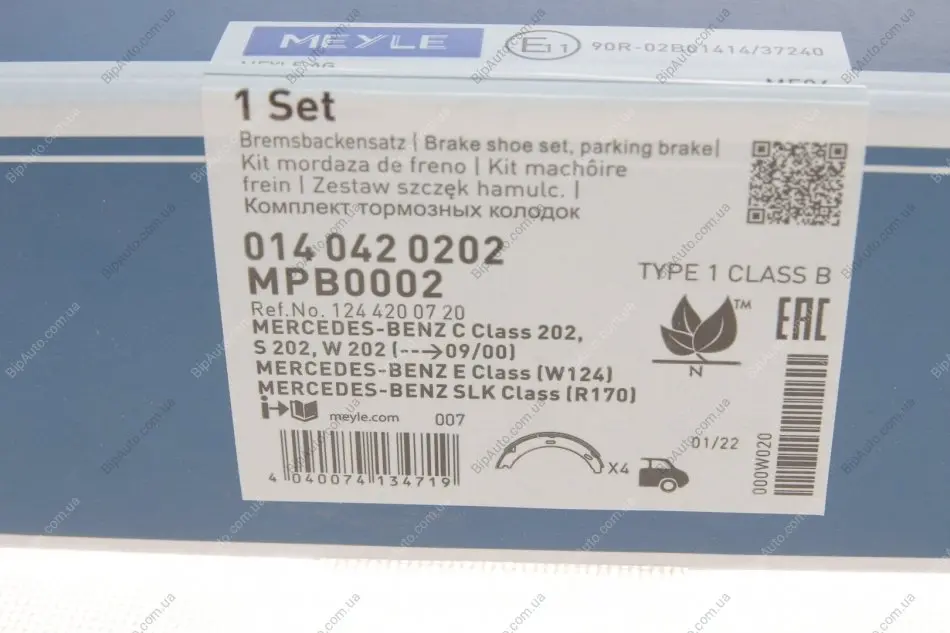 MEYLE E11 90R-02B01414/37240
1 Set
Bremsbackensatz | Brake shoe set, parking brake|
Kit mordaza de freno | Kit machôire
frein | Zestaw szczęk hamulc. |
Комплект тормозных колодок
014 042 0202
MPB0002
TYPE 1 CLASS B
Ref.No. 124 420 07 20
MERCEDES-BENZ C Class 202,
S 202, W 202 (--->09/00)
MERCEDES-BENZ E Class (W124)
MERCEDES-BENZ SLK Class (R170)
TM
N
EAC
i meyle.com 007
4 040074 134719
X4
01/22
000W020
BipAuto.com.ua